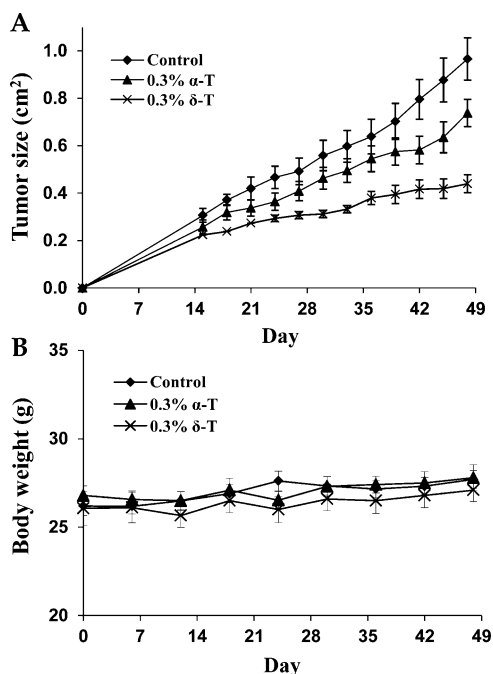 A
Tumor size (cm²)
1.0
0.8
0.6
0.4
0.2
0.0
Control
0.3% α-T
0.3% δ-T
0 7 14 21 28 35 42 49
Day
B
Body weight (g)
35
30
25
20
Control
0.3% α-T
0.3% δ-T
0 7 14 21 28 35 42 49
Day